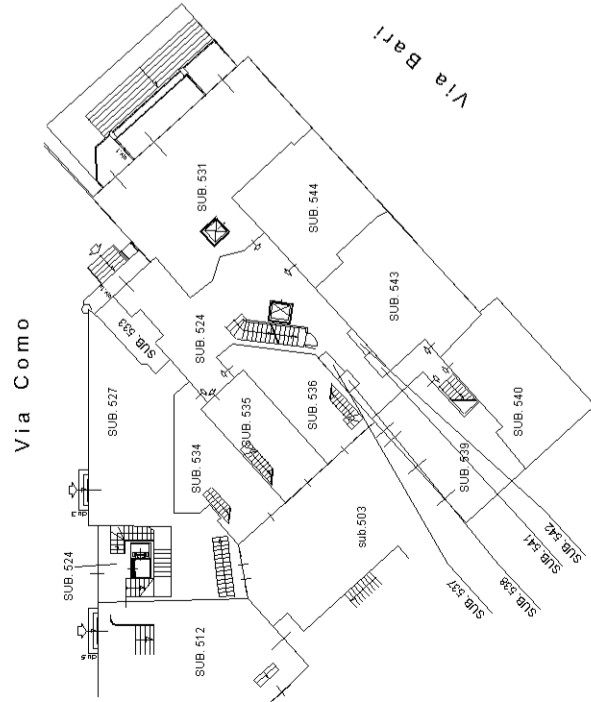 Via Bari
Via Como
SUB. 531
SUB. 544
SUB. 543
SUB. 533
SUB. 524
SUB. 527
SUB. 536
SUB. 535
SUB. 534
SUB. 540
SUB. 539
sub.503
SUB. 524
SUB. 542
SUB. 541
SUB. 538
SUB. 537
SUB. 512